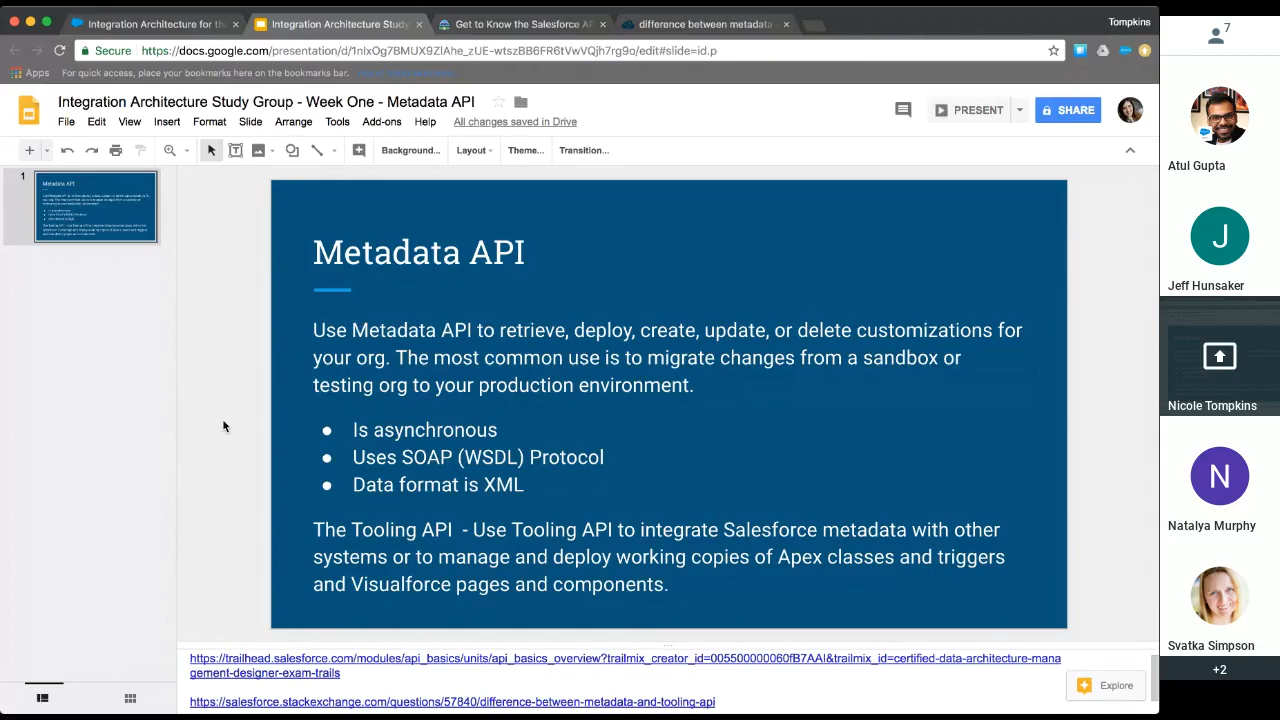 Integration Architecture for th
Integration Architecture Study
Get to Know the Salesforce AP
difference between metadata
Tompkins
Secure
https://docs.google.com/presentation/d/1nIxOg7BMUX9ZlAhe_zUE-wtszBB6FR6tVwVQjh7rg9o/edit#slide=id.p
Apps
For quick access, place your bookmarks here on the bookmarks bar.
Integration Architecture Study Group - Week One - Metadata API
File Edit View Insert Format Slide Arrange Tools Add-ons Help All changes saved in Drive
PRESENT
SHARE
Background...
Layout
Theme...
Transition...
1
Metadata API
Use Metadata API to retrieve, deploy, create, update, or delete customizations for
your org. The most common use is to migrate changes from a sandbox or
testing org to your production environment.
● Is asynchronous
● Uses SOAP (WSDL) Protocol
● Data format is XML
The Tooling API - Use Tooling API to integrate Salesforce metadata with other
systems or to manage and deploy working copies of Apex classes and triggers
and Visualforce pages and components.
https://trailhead.salesforce.com/modules/api_basics/units/api_basics_overview?trailmix_creator_id=005500000060fB7AAI&trailmix_id=certified-data-architecture-mana
gement-designer-exam-trails
https://salesforce.stackexchange.com/questions/57840/difference-between-metadata-and-tooling-api
Explore
7
Atul Gupta
J
Jeff Hunsaker
Nicole Tompkins
N
Natalya Murphy
Svatka Simpson
+2